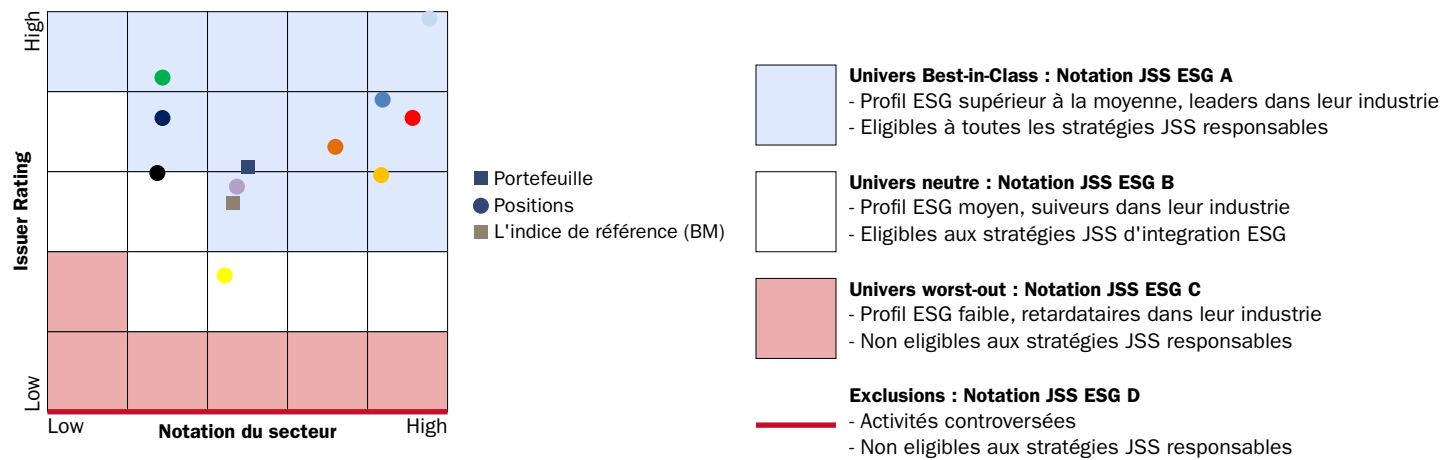 High
Issuer Rating
Low
Low
Notation du secteur
High
Portefeuille
Positions
L'indice de référence (BM)
Univers Best-in-Class : Notation JSS ESG A
- Profil ESG supérieur à la moyenne, leaders dans leur industrie
- Eligibles à toutes les stratégies JSS responsables
Univers neutre : Notation JSS ESG B
- Profil ESG moyen, suiveurs dans leur industrie
- Eligibles aux stratégies JSS d'integration ESG
Univers worst-out : Notation JSS ESG C
- Profil ESG faible, retardataires dans leur industrie
- Non eligibles aux stratégies JSS responsables
Exclusions : Notation JSS ESG D
- Activités controversées
- Non eligibles aux stratégies JSS responsables